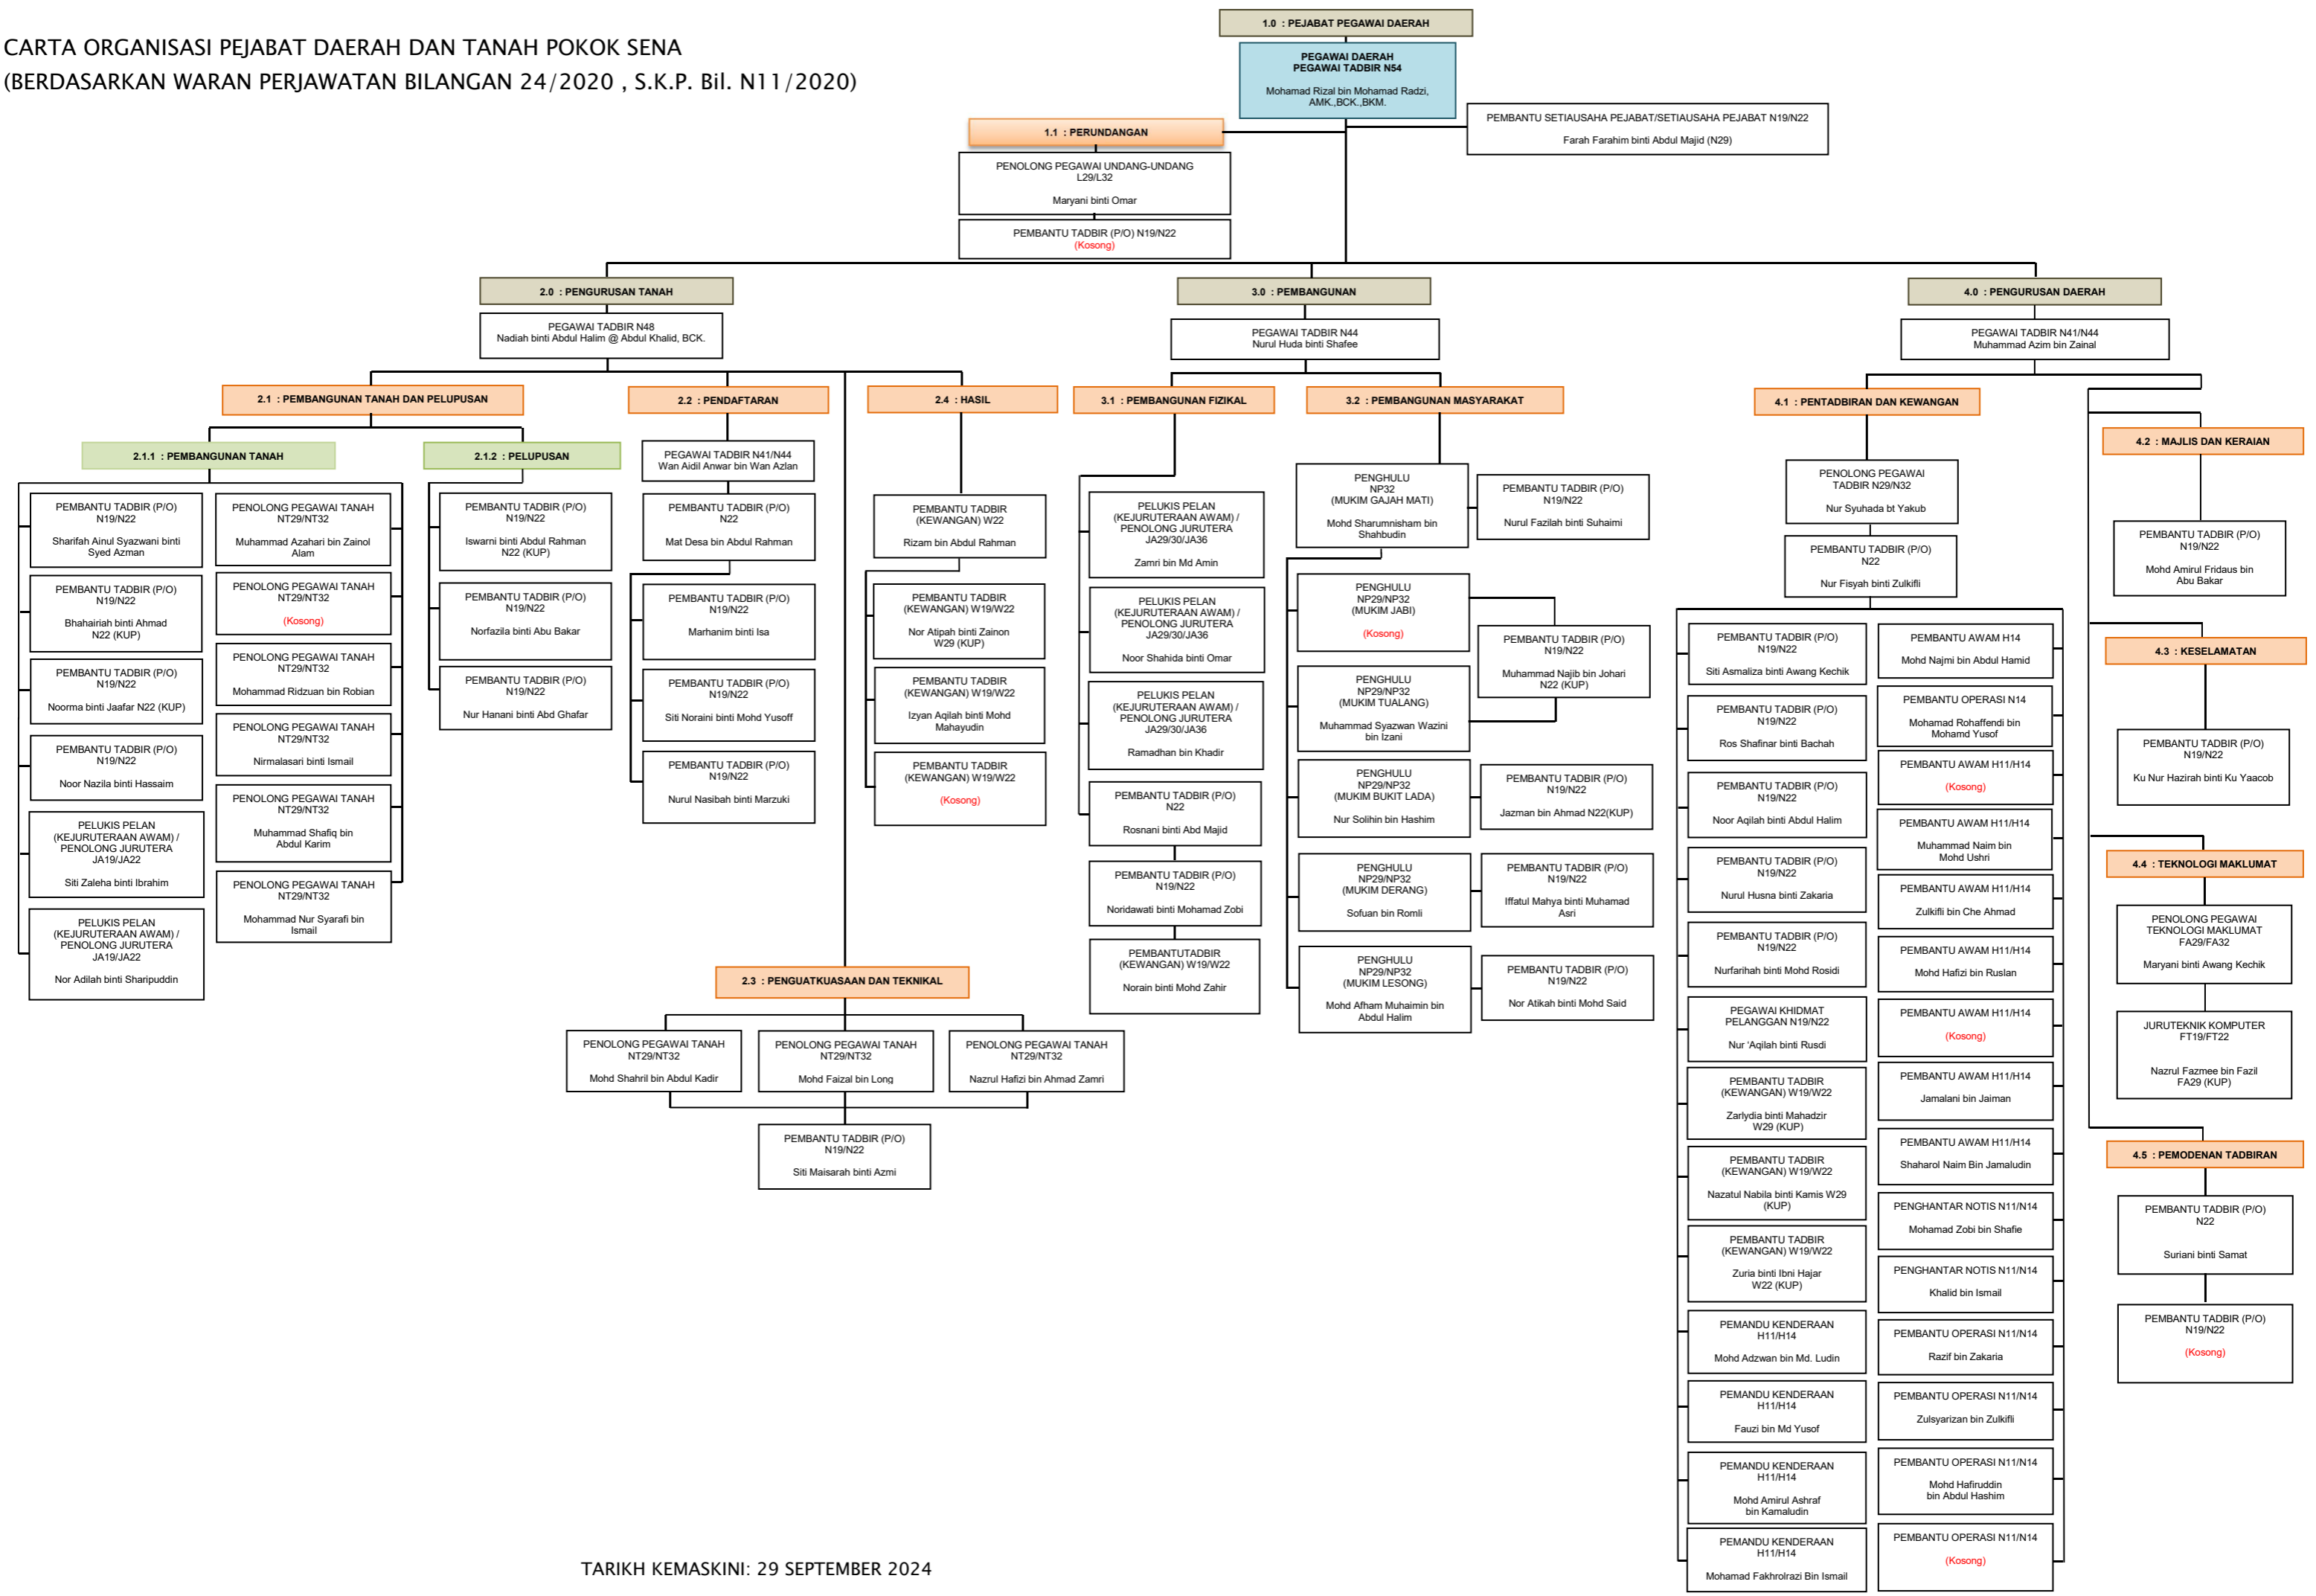 CARTA ORGANISASI PEJABAT DAERAH DAN TANAH POKOK SENA
(BERDASARKAN WARAN PERJAWATAN BILANGAN 24/2020 , S.K.P. Bil. N11/2020)
1.0 : PEJABAT PEGAWAI DAERAH
PEGAWAI DAERAH
PEGAWAI TADBIR N54
Mohamad Rizal bin Mohamad Radzi,
AMK.,BCK.,BKM.
PEMBANTU SETIAUSAHA PEJABAT/SETIAUSAHA PEJABAT N19/N22
Farah Farahim binti Abdul Majid (N29)
1.1 : PERUNDANGAN
PENOLONG PEGAWAI UNDANG-UNDANG
L29/L32
Maryani binti Omar
PEMBANTU TADBIR (P/O) N19/N22
(Kosong)
2.0 : PENGURUSAN TANAH
PEGAWAI TADBIR N48
Nadiah binti Abdul Halim @ Abdul Khalid, BCK.
2.1 : PEMBANGUNAN TANAH DAN PELUPUSAN
2.1.1 : PEMBANGUNAN TANAH
PEMBANTU TADBIR (P/O)
N19/N22
Sharifah Ainul Syazwani binti
Syed Azman
PEMBANTU TADBIR (P/O)
N19/N22
Bhahairiah binti Ahmad
N22 (KUP)
PEMBANTU TADBIR (P/O)
N19/N22
Noorma binti Jaafar N22 (KUP)
PEMBANTU TADBIR (P/O)
N19/N22
Noor Nazila binti Hassaim
PELUKIS PELAN
(KEJURUTERAAN AWAM) /
PENOLONG JURUTERA
JA19/JA22
Siti Zaleha binti Ibrahim
PELUKIS PELAN
(KEJURUTERAAN AWAM) /
PENOLONG JURUTERA
JA19/JA22
Nor Adilah binti Sharipuddin
PENOLONG PEGAWAI TANAH
NT29/NT32
Muhammad Azahari bin Zainol
Alam
PENOLONG PEGAWAI TANAH
NT29/NT32
(Kosong)
PENOLONG PEGAWAI TANAH
NT29/NT32
Mohammad Ridzuan bin Robian
PENOLONG PEGAWAI TANAH
NT29/NT32
Nirmalasari binti Ismail
PENOLONG PEGAWAI TANAH
NT29/NT32
Muhammad Shafiq bin
Abdul Karim
PENOLONG PEGAWAI TANAH
NT29/NT32
Mohammad Nur Syarafi bin
Ismail
2.1.2 : PELUPUSAN
PEMBANTU TADBIR (P/O)
N19/N22
Iswarni binti Abdul Rahman
N22 (KUP)
PEMBANTU TADBIR (P/O)
N19/N22
Norfazila binti Abu Bakar
PEMBANTU TADBIR (P/O)
N19/N22
Nur Hanani binti Abd Ghafar
2.2 : PENDAFTARAN
PEGAWAI TADBIR N41/N44
Wan Aidil Anwar bin Wan Azlan
PEMBANTU TADBIR (P/O)
N22
Mat Desa bin Abdul Rahman
PEMBANTU TADBIR (P/O)
N19/N22
Marhanim binti Isa
PEMBANTU TADBIR (P/O)
N19/N22
Siti Noraini binti Mohd Yusoff
PEMBANTU TADBIR (P/O)
N19/N22
Nurul Nasibah binti Marzuki
2.4 : HASIL
PEMBANTU TADBIR
(KEWANGAN) W22
Rizam bin Abdul Rahman
PEMBANTU TADBIR
(KEWANGAN) W19/W22
Nor Atipah binti Zainon
W29 (KUP)
PEMBANTU TADBIR
(KEWANGAN) W19/W22
Izyan Aqilah binti Mohd
Mahayudin
PEMBANTU TADBIR
(KEWANGAN) W19/W22
(Kosong)
2.3 : PENGUATKUASAAN DAN TEKNIKAL
PENOLONG PEGAWAI TANAH
NT29/NT32
Mohd Shahril bin Abdul Kadir
PENOLONG PEGAWAI TANAH
NT29/NT32
Mohd Faizal bin Long
PENOLONG PEGAWAI TANAH
NT29/NT32
Nazrul Hafizi bin Ahmad Zamri
PEMBANTU TADBIR (P/O)
N19/N22
Siti Maisarah binti Azmi
3.0 : PEMBANGUNAN
PEGAWAI TADBIR N44
Nurul Huda binti Shafee
3.1 : PEMBANGUNAN FIZIKAL
PELUKIS PELAN
(KEJURUTERAAN AWAM) /
PENOLONG JURUTERA
JA29/30/JA36
Zamri bin Md Amin
PELUKIS PELAN
(KEJURUTERAAN AWAM) /
PENOLONG JURUTERA
JA29/30/JA36
Noor Shahida binti Omar
PELUKIS PELAN
(KEJURUTERAAN AWAM) /
PENOLONG JURUTERA
JA29/30/JA36
Ramadhan bin Khadir
PEMBANTU TADBIR (P/O)
N22
Rosnani binti Abd Majid
PEMBANTU TADBIR (P/O)
N19/N22
Noridawati binti Mohamad Zobi
PEMBANTUTADBIR
(KEWANGAN) W19/W22
Norain binti Mohd Zahir
3.2 : PEMBANGUNAN MASYARAKAT
PENGHULU
NP32
(MUKIM GAJAH MATI)
Mohd Sharumnisham bin
Shahbudin
PEMBANTU TADBIR (P/O)
N19/N22
Nurul Fazilah binti Suhaimi
PENGHULU
NP29/NP32
(MUKIM JABI)
(Kosong)
PEMBANTU TADBIR (P/O)
N19/N22
Muhammad Najib bin Johari
N22 (KUP)
PENGHULU
NP29/NP32
(MUKIM TUALANG)
Muhammad Syazwan Wazini
bin Izani
PENGHULU
NP29/NP32
(MUKIM BUKIT LADA)
Nur Solihin bin Hashim
PEMBANTU TADBIR (P/O)
N19/N22
Jazman bin Ahmad N22(KUP)
PENGHULU
NP29/NP32
(MUKIM DERANG)
Sofuan bin Romli
PEMBANTU TADBIR (P/O)
N19/N22
Iffatul Mahya binti Muhamad
Asri
PENGHULU
NP29/NP32
(MUKIM LESONG)
Mohd Afham Muhaimin bin
Abdul Halim
PEMBANTU TADBIR (P/O)
N19/N22
Nor Atikah binti Mohd Said
4.0 : PENGURUSAN DAERAH
PEGAWAI TADBIR N41/N44
Muhammad Azim bin Zainal
4.1 : PENTADBIRAN DAN KEWANGAN
PENOLONG PEGAWAI
TADBIR N29/N32
Nur Syuhada bt Yakub
PEMBANTU TADBIR (P/O)
N22
Nur Fisyah binti Zulkifli
PEMBANTU TADBIR (P/O)
N19/N22
Siti Asmaliza binti Awang Kechik
PEMBANTU TADBIR (P/O)
N19/N22
Ros Shafinar binti Bachah
PEMBANTU TADBIR (P/O)
N19/N22
Noor Aqilah binti Abdul Halim
PEMBANTU TADBIR (P/O)
N19/N22
Nurul Husna binti Zakaria
PEMBANTU TADBIR (P/O)
N19/N22
Nurfarihah binti Mohd Rosidi
PEGAWAI KHIDMAT
PELANGGAN N19/N22
Nur 'Aqilah binti Rusdi
PEMBANTU TADBIR
(KEWANGAN) W19/W22
Zarlydia binti Mahadzir
W29 (KUP)
PEMBANTU TADBIR
(KEWANGAN) W19/W22
Nazatul Nabila binti Kamis W29
(KUP)
PEMBANTU TADBIR
(KEWANGAN) W19/W22
Zuria binti Ibni Hajar
W22 (KUP)
PEMANDU KENDERAAN
H11/H14
Mohd Adzwan bin Md. Ludin
PEMANDU KENDERAAN
H11/H14
Fauzi bin Md Yusof
PEMANDU KENDERAAN
H11/H14
Mohd Amirul Ashraf
bin Kamaludin
PEMANDU KENDERAAN
H11/H14
Mohamad Fakhrolrazi Bin Ismail
PEMBANTU AWAM H14
Mohd Najmi bin Abdul Hamid
PEMBANTU OPERASI N14
Mohamad Rohaffendi bin
Mohamd Yusof
PEMBANTU AWAM H11/H14
(Kosong)
PEMBANTU AWAM H11/H14
Muhammad Naim bin
Mohd Ushri
PEMBANTU AWAM H11/H14
Zulkifli bin Che Ahmad
PEMBANTU AWAM H11/H14
Mohd Hafizi bin Ruslan
PEMBANTU AWAM H11/H14
(Kosong)
PEMBANTU AWAM H11/H14
Jamalani bin Jaiman
PEMBANTU AWAM H11/H14
Shaharol Naim Bin Jamaludin
PENGHANTAR NOTIS N11/N14
Mohamad Zobi bin Shafie
PENGHANTAR NOTIS N11/N14
Khalid bin Ismail
PEMBANTU OPERASI N11/N14
Razif bin Zakaria
PEMBANTU OPERASI N11/N14
Zulsyarizan bin Zulkifli
PEMBANTU OPERASI N11/N14
Mohd Hafiruddin
bin Abdul Hashim
PEMBANTU OPERASI N11/N14
(Kosong)
4.2 : MAJLIS DAN KERAIAN
PEMBANTU TADBIR (P/O)
N19/N22
Mohd Amirul Fridaus bin
Abu Bakar
4.3 : KESELAMATAN
PEMBANTU TADBIR (P/O)
N19/N22
Ku Nur Hazirah binti Ku Yaacob
4.4 : TEKNOLOGI MAKLUMAT
PENOLONG PEGAWAI
TEKNOLOGI MAKLUMAT
FA29/FA32
Maryani binti Awang Kechik
JURUTEKNIK KOMPUTER
FT19/FT22
Nazrul Fazmee bin Fazil
FA29 (KUP)
4.5 : PEMODENAN TADBIRAN
PEMBANTU TADBIR (P/O)
N22
Suriani binti Samat
PEMBANTU TADBIR (P/O)
N19/N22
(Kosong)
TARIKH KEMASKINI: 29 SEPTEMBER 2024